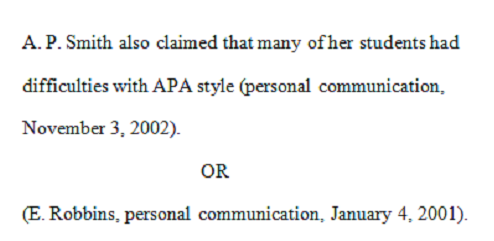 A. P. Smith also claimed that many of her students had
difficulties with APA style (personal communication,
November 3, 2002).
OR
(E. Robbins, personal communication, January 4, 2001).